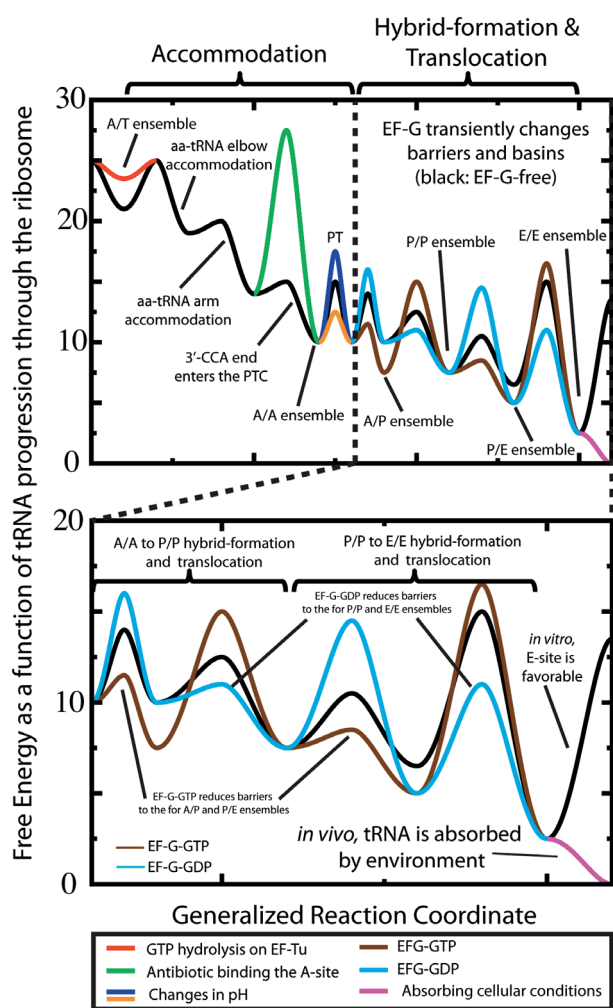 Accommodation
Hybrid-formation &
Translocation
Free Energy as a function of tRNA progression through the ribosome
30
20
10
0
A/T ensemble
aa-tRNA elbow
accommodation
aa-tRNA arm
accommodation
3’-CCA end
enters the PTC
A/A ensemble
PT
EF-G transiently changes
barriers and basins
(black: EF-G-free)
P/P ensemble
E/E ensemble
A/P ensemble
P/E ensemble
20
10
0
A/A to P/P hybrid-formation
and translocation
P/P to E/E hybrid-formation
and translocation
EF-G-GDP reduces barriers
to the for P/P and E/E ensembles
in vitro,
E-site is
favorable
EF-G-GTP reduces barriers
to the for A/P and P/E ensembles
in vivo, tRNA is absorbed
by environment
EF-G-GTP
EF-G-GDP
Generalized Reaction Coordinate
GTP hydrolysis on EF-Tu
Antibiotic binding the A-site
Changes in pH
EFG-GTP
EFG-GDP
Absorbing cellular conditions